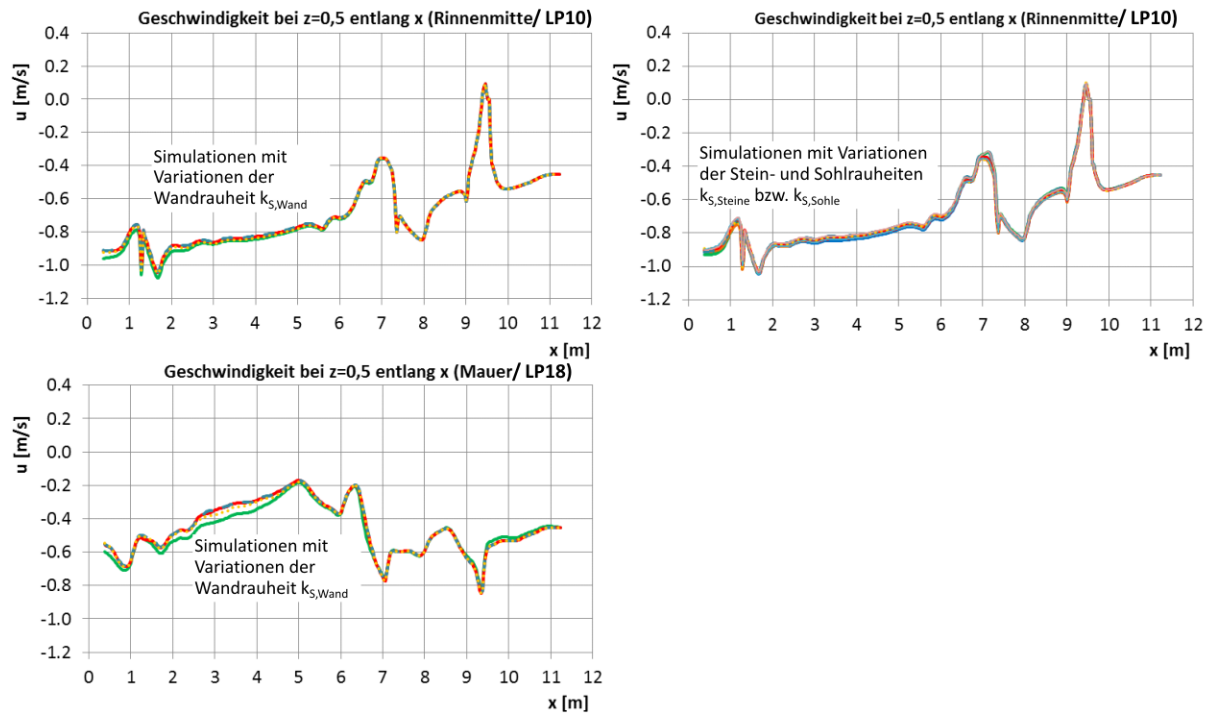 Geschwindigkeit bei z=0,5 entlang x (Rinnenmitte/ LP10)
u [m/s]
0.4
0.2
0.0
-0.2
-0.4
-0.6
-0.8
-1.0
-1.2
Simulationen mit
Variationen der
Wandrauheit kS,Wand
0 1 2 3 4 5 6 7 8 9 10 11 12
x [m]
Geschwindigkeit bei z=0,5 entlang x (Rinnenmitte/ LP10)
u [m/s]
0.4
0.2
0.0
-0.2
-0.4
-0.6
-0.8
-1.0
-1.2
Simulationen mit Variationen
der Stein- und Sohlrauheiten
kS,Steine bzw. kS,Sohle
0 1 2 3 4 5 6 7 8 9 10 11 12
x [m]
Geschwindigkeit bei z=0,5 entlang x (Mauer/ LP18)
u [m/s]
0.4
0.2
0.0
-0.2
-0.4
-0.6
-0.8
-1.0
-1.2
Simulationen mit
Variationen der
Wandrauheit kS,Wand
0 1 2 3 4 5 6 7 8 9 10 11 12
x [m]